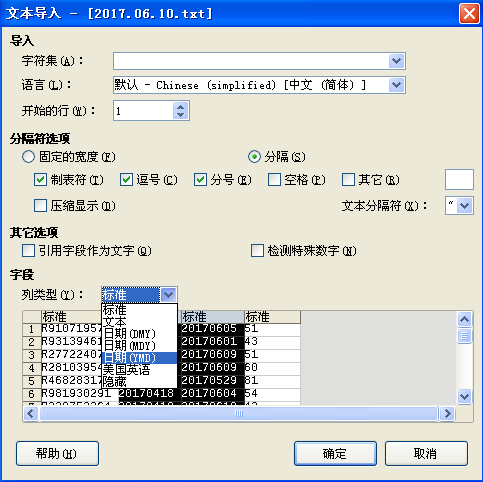 文本导入 - [2017.06.10.txt]
导入
字符集(A):
语言(L): 默认 - Chinese (simplified) [中文 (简体) ]
开始的行(W): 1
分隔符选项
固定的宽度(F) 分隔(S)
制表符(T) 逗号(C) 分号(E) 空格(P) 其它(R)
压缩显示(D) 文本分隔符(X): "
其它选项
引用字段作为文字(Q) 检测特殊数字(N)
字段
列类型(Y): 标准
标准
文本
日期(DMY)
日期(MDY)
日期(YMD)
美国英语
隐藏
标准 标准 标准
1 R9107195 20170605 51
2 R9313946 20170601 43
3 R2772240 20170609 51
4 R2810395 20170609 60
5 R4682831 20170529 81
6 R981930291 20170418 20170604 54
帮助(H) 确定 取消